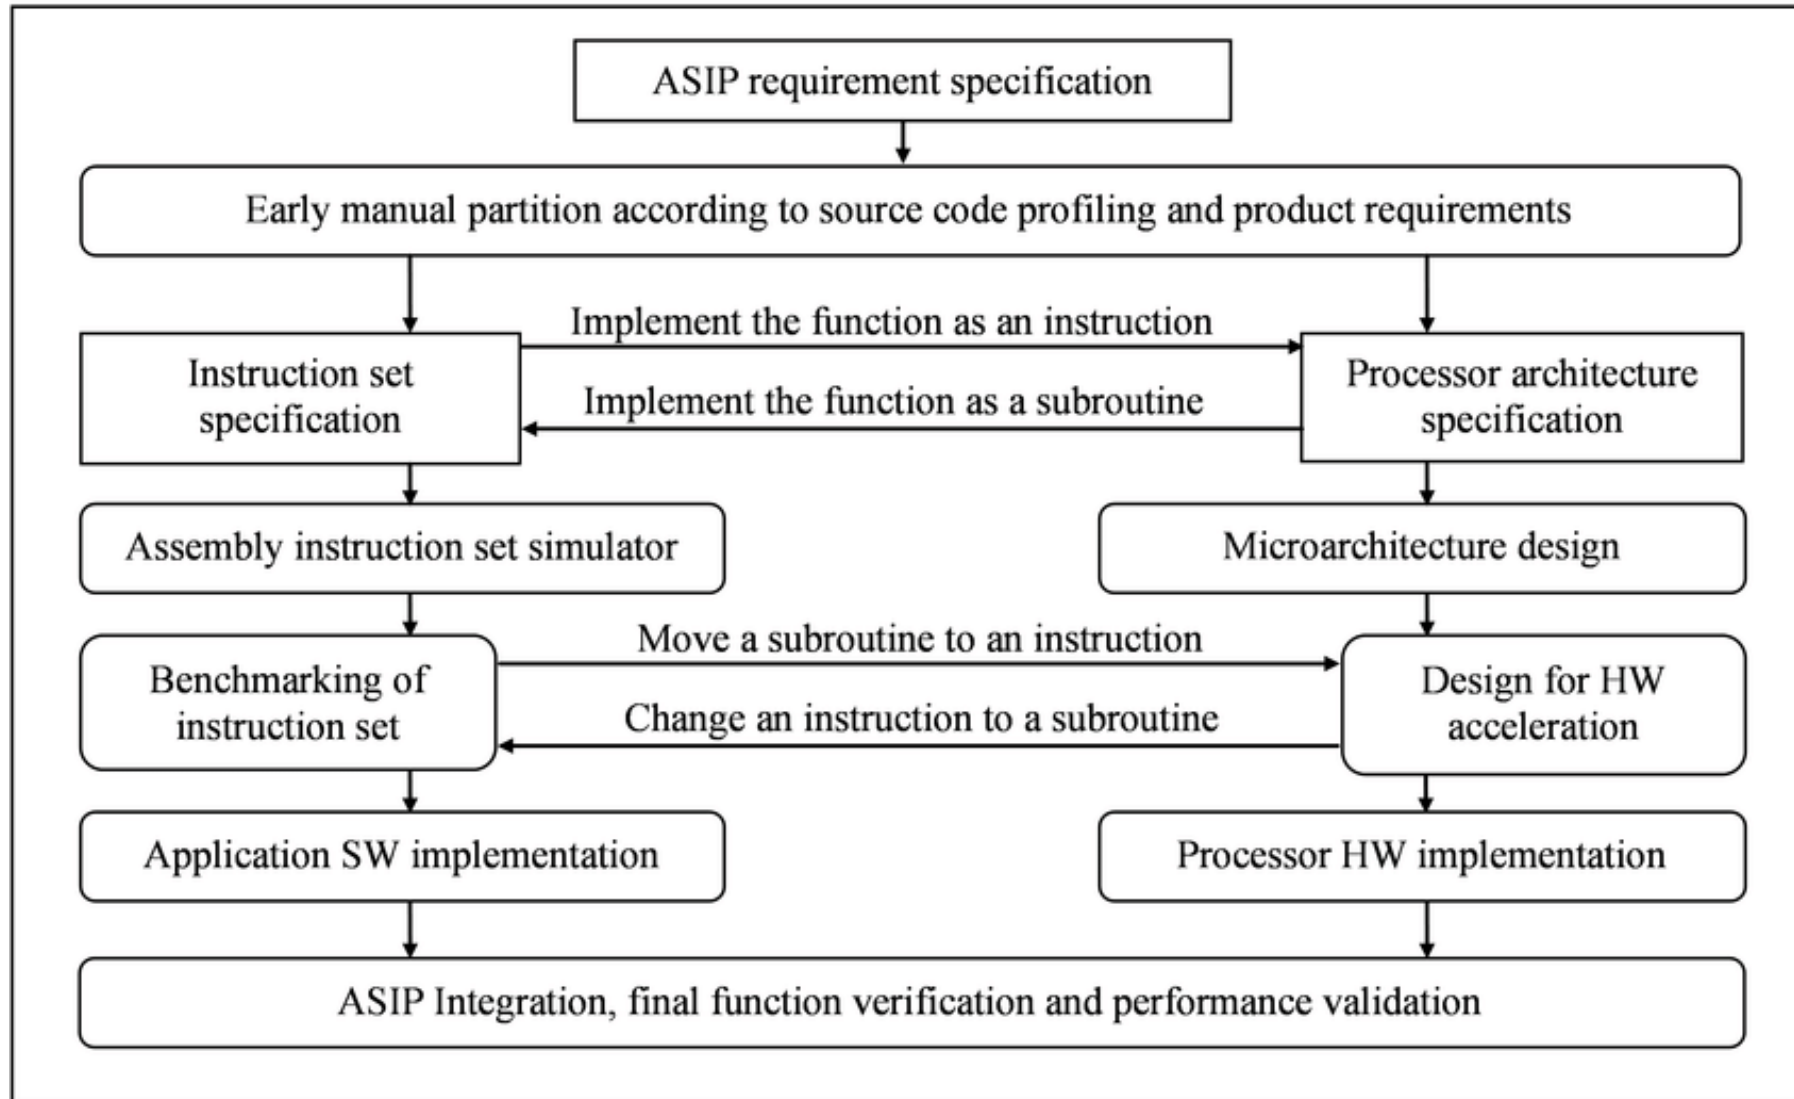 ASIP requirement specification
Early manual partition according to source code profiling and product requirements
Implement the function as an instruction
Instruction set
specification
Implement the function as a subroutine
Processor architecture
specification
Assembly instruction set simulator
Microarchitecture design
Move a subroutine to an instruction
Benchmarking of
instruction set
Change an instruction to a subroutine
Design for HW
acceleration
Application SW implementation
Processor HW implementation
ASIP Integration, final function verification and performance validation